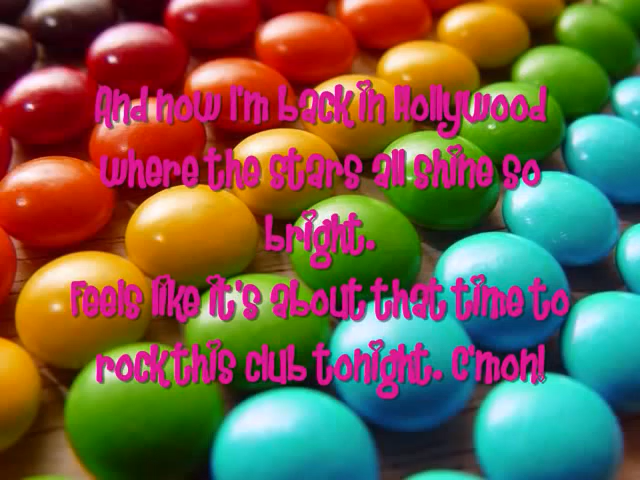 And now I'm back in Hollywood
where the stars all shine so
bright.
Feels like it's about that time to
rock this club tonight. C'mon!